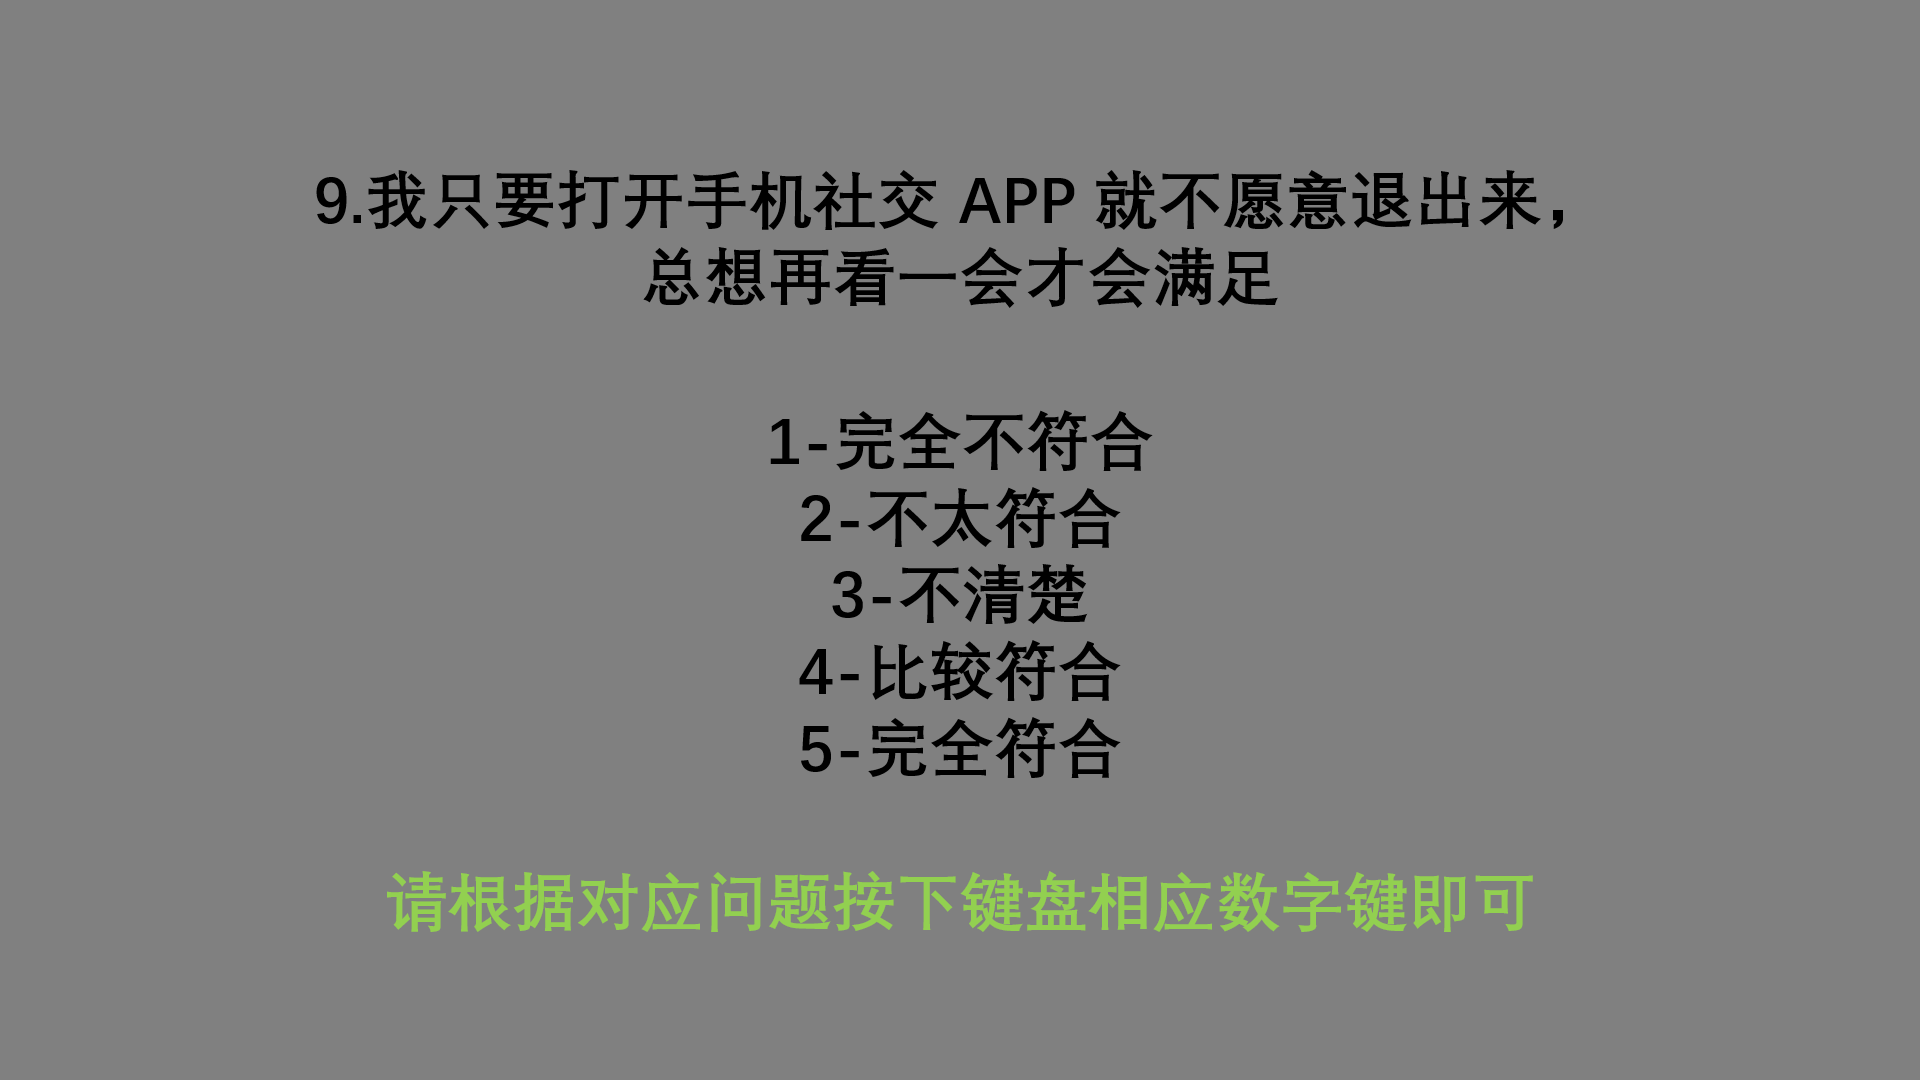 9.我只要打开手机社交 APP 就不愿意退出来，
总想再看一会才会满足
1-完全不符合
2-不太符合
3-不清楚
4-比较符合
5-完全符合
请根据对应问题按下键盘相应数字键即可